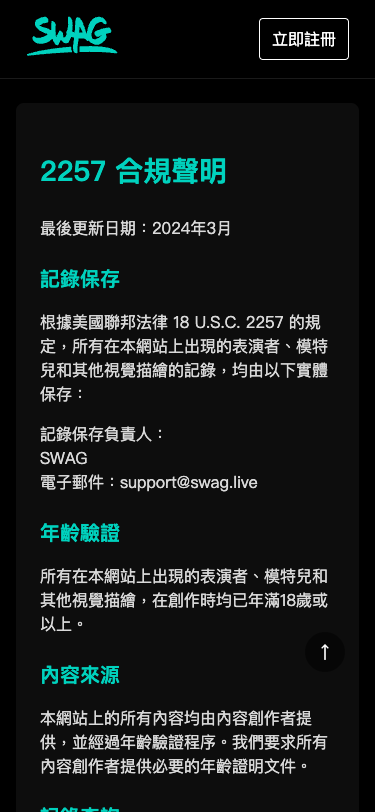 SWAG
立即註冊
2257 合規聲明
最後更新日期：2024年3月
記錄保存
根據美國聯邦法律 18 U.S.C. 2257 的規
定，所有在本網站上出現的表演者、模特
兒和其他視覺描繪的記錄，均由以下實體
保存：
記錄保存負責人：
SWAG
電子郵件：support@swag.live
年齡驗證
所有在本網站上出現的表演者、模特兒和
其他視覺描繪，在創作時均已年滿18歲或
以上。
↑
內容來源
本網站上的所有內容均由內容創作者提
供，並經過年齡驗證程序。我們要求所有
內容創作者提供必要的年齡證明文件。